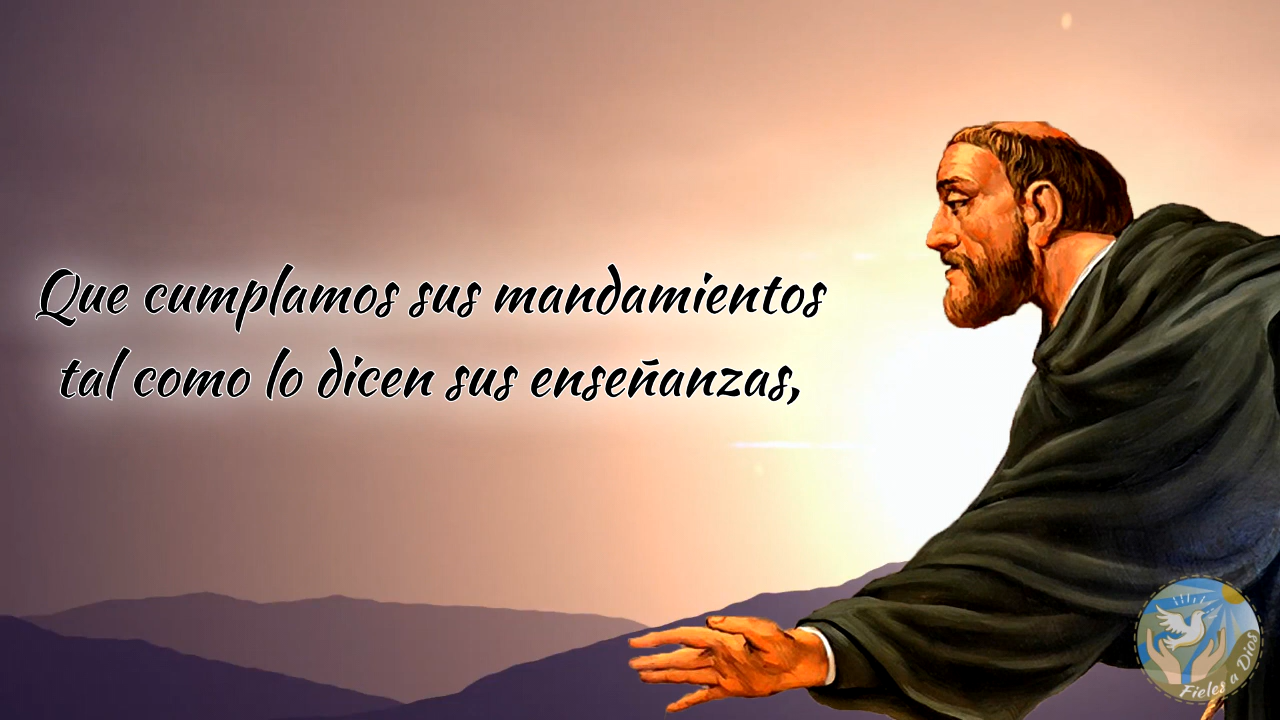 Que cumplamos sus mandamientos
tal como lo dicen sus enseñanzas,
Fieles a Dios